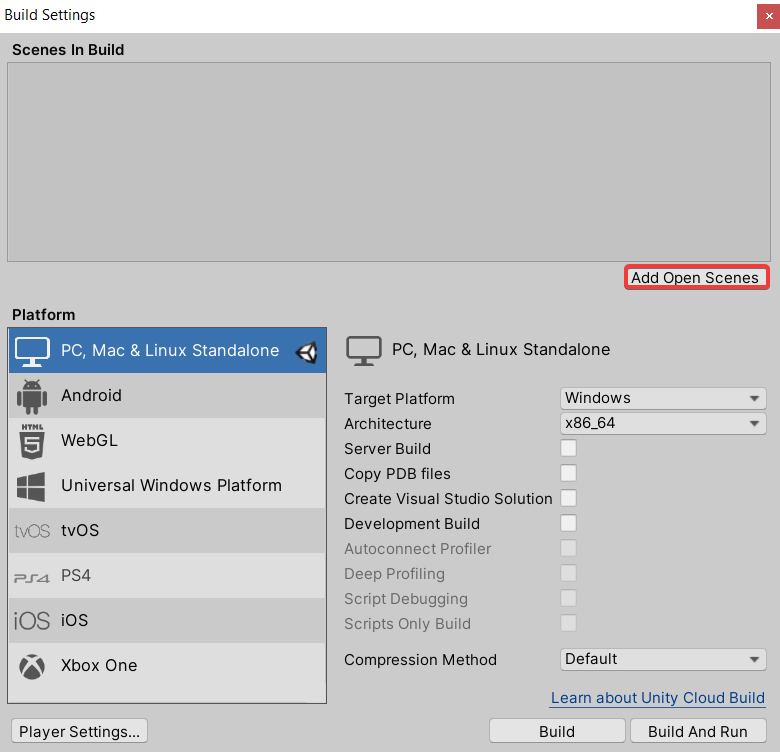 Build Settings
Scenes In Build
Add Open Scenes
Platform
PC, Mac & Linux Standalone
Android
HTML
5
WebGL
Universal Windows Platform
tvOS
tvOS
PS4
PS4
iOS
iOS
Xbox One
PC, Mac & Linux Standalone
Target Platform
Windows
Architecture
x86_64
Server Build
Copy PDB files
Create Visual Studio Solution
Development Build
Autoconnect Profiler
Deep Profiling
Script Debugging
Scripts Only Build
Compression Method
Default
Learn about Unity Cloud Build
Player Settings...
Build
Build And Run